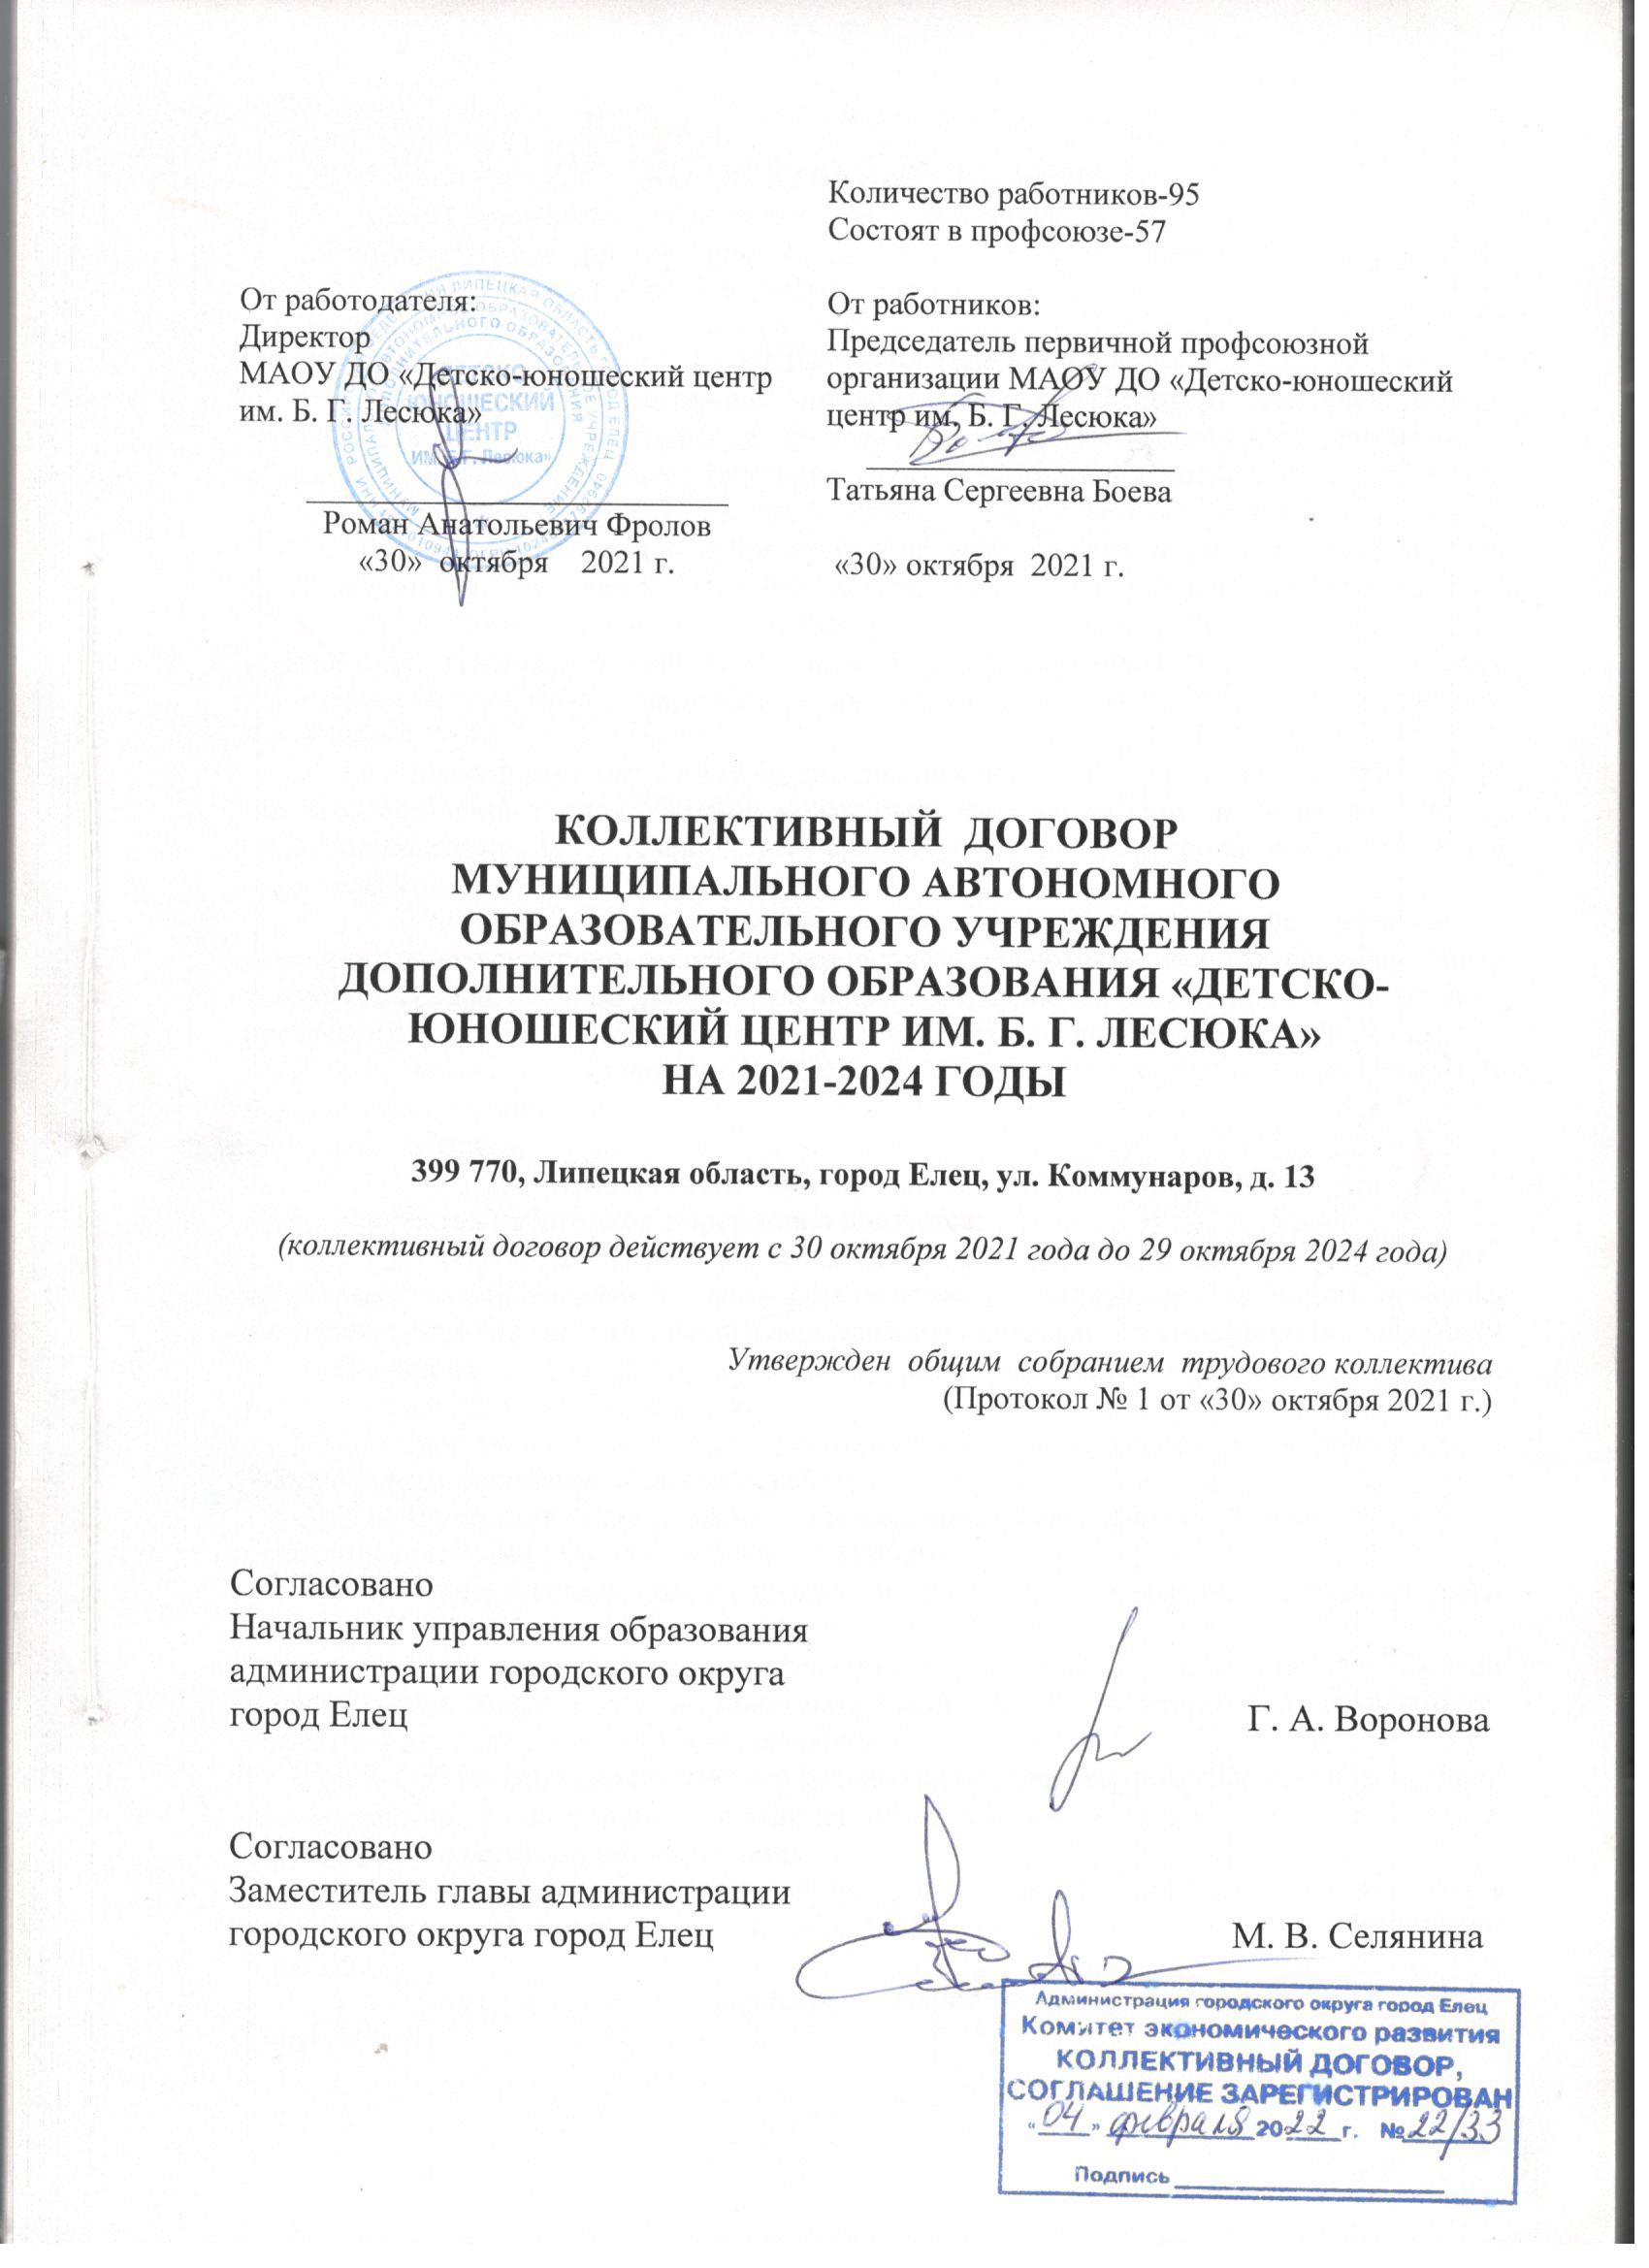 Количество работников-95
Состоят в профсоюзе-57
От работодателя:
Директор
МАОУ ДО «Детско-юношеский центр
им. Б. Г. Лесюка»
Роман Анатольевич Фролов
«30» октября 2021 г.
От работников:
Председатель первичной профсоюзной
организации МАОУ ДО «Детско-юношеский
центр им. Б. Г. Лесюка»
Татьяна Сергеевна Боева
«30» октября 2021 г.
ЮНОШЕСКИЙ
ЦЕНТР
КОЛЛЕКТИВНЫЙ ДОГОВОР
МУНИЦИПАЛЬНОГО АВТОНОМНОГО
ОБРАЗОВАТЕЛЬНОГО УЧРЕЖДЕНИЯ
ДОПОЛНИТЕЛЬНОГО ОБРАЗОВАНИЯ «ДЕТСКО-
ЮНОШЕСКИЙ ЦЕНТР ИМ. Б. Г. ЛЕСЮКА»
НА 2021-2024 ГОДЫ
399 770, Липецкая область, город Елец, ул. Коммунаров, д. 13
(коллективный договор действует с 30 октября 2021 года до 29 октября 2024 года)
Утвержден общим собранием трудового коллектива
(Протокол № 1 от «30» октября 2021 г.)
Согласовано
Начальник управления образования
администрации городского округа
город Елец Г. А. Воронова
Согласовано
Заместитель главы администрации
городского округа город Елец М. В. Селянина
Администрация городского округа город Елец
Комитет экономического развития
КОЛЛЕКТИВНЫЙ ДОГОВОР,
СОГЛАШЕНИЕ ЗАРЕГИСТРИРОВАН
«04» февраля 2022 г. № 22/33
Подпись